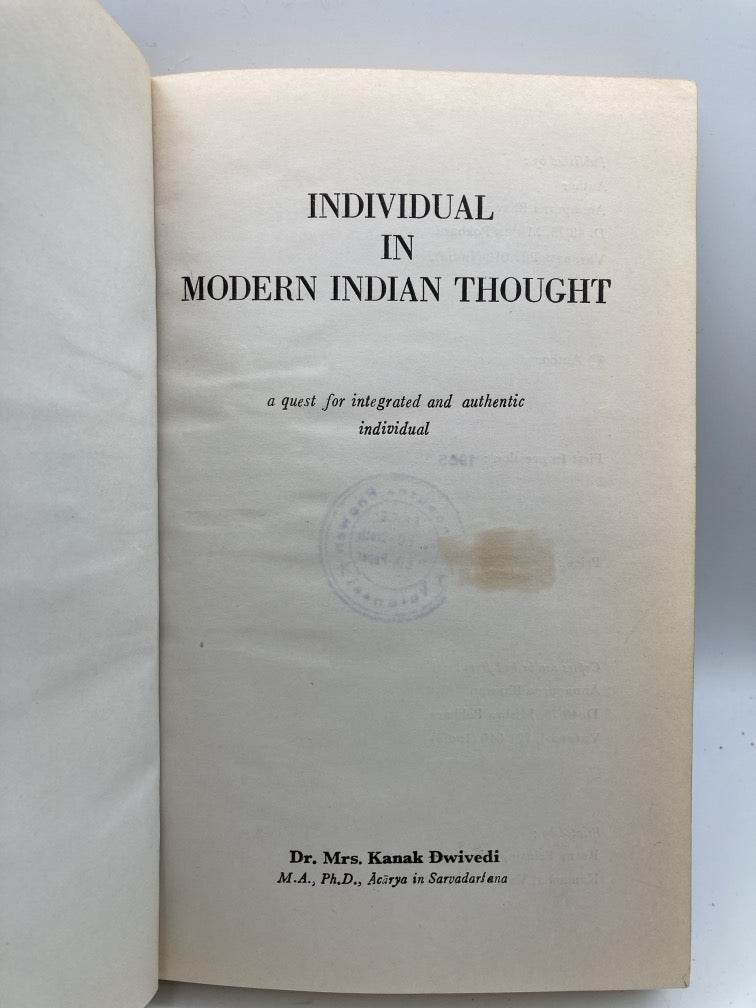 INDIVIDUAL
IN
MODERN INDIAN THOUGHT
a quest for integrated and authentic
individual
Dr. Mrs. Kanak Dwivedi
M.A., Ph.D., Ācārya in Sarvadarśana